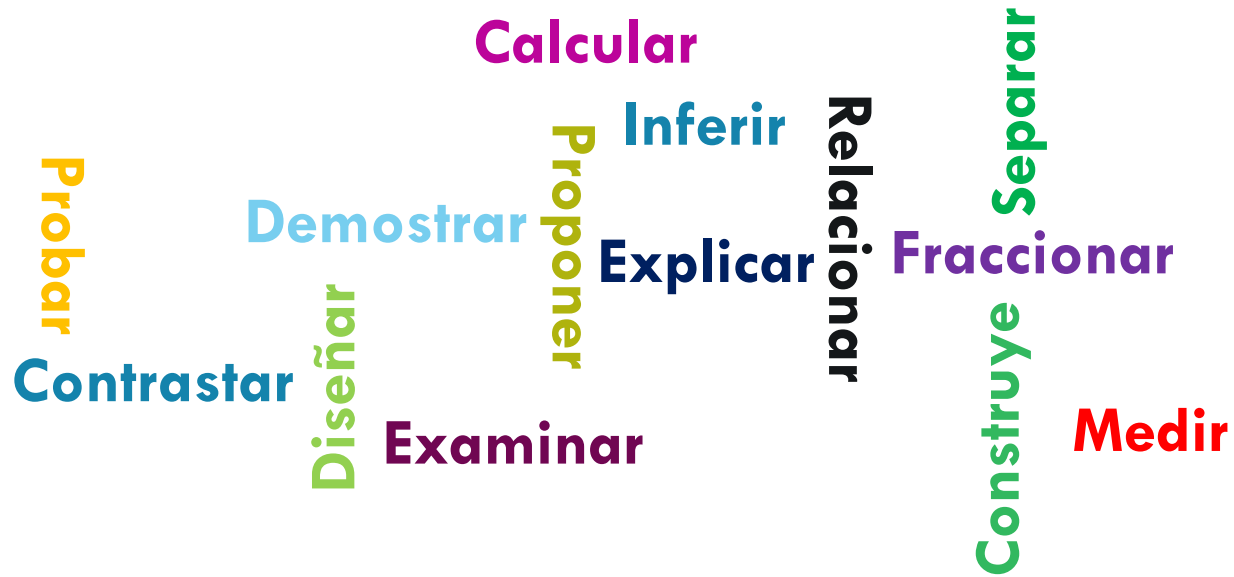 Calcular
Separar
Inferir
Relacionar
Proponer
Probar
Demostrar
Explicar
Fraccionar
Diseñar
Construye
Contrastar
Examinar
Medir